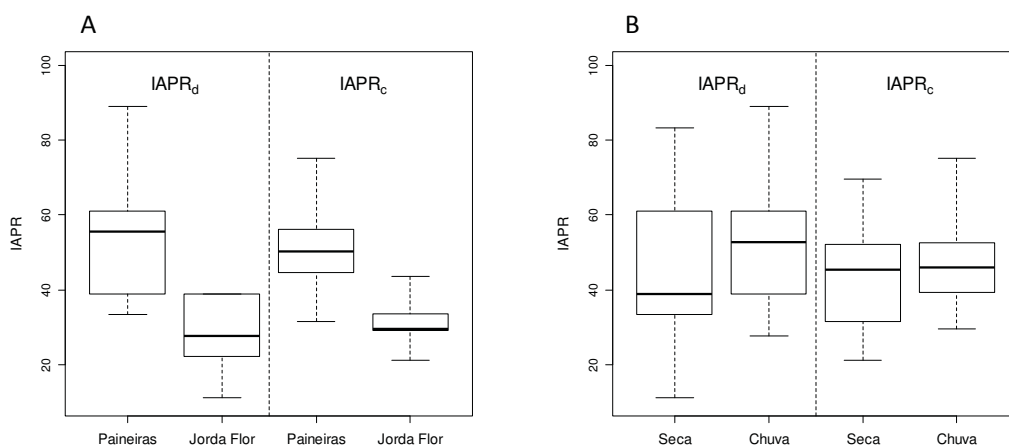 A
IAPR
100
80
60
40
20
IAPRd
IAPRc
Paineiras
Jorda Flor
Paineiras
Jorda Flor
B
IAPR
100
80
60
40
20
IAPRd
IAPRc
Seca
Chuva
Seca
Chuva